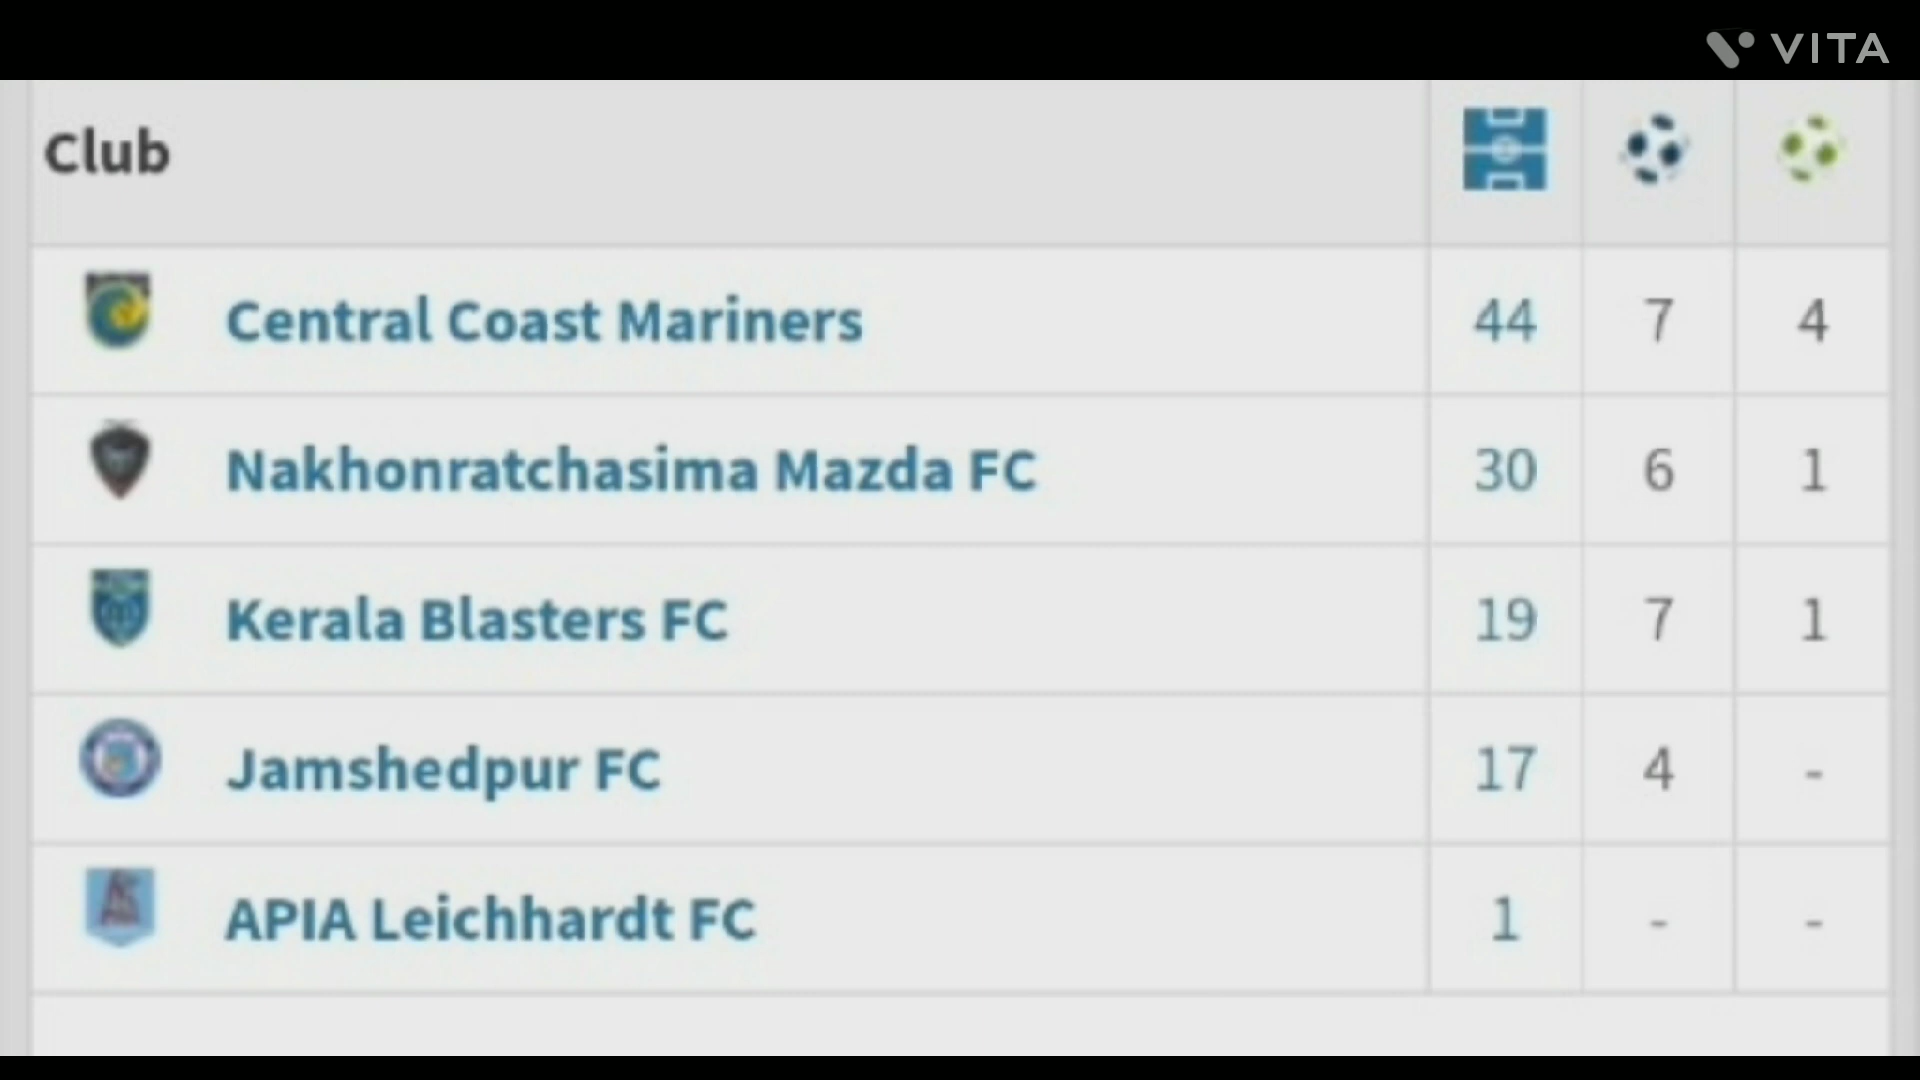 VITA
Club
Central Coast Mariners 44 7 4
Nakhonratchasima Mazda FC 30 6 1
Kerala Blasters FC 19 7 1
Jamshedpur FC 17 4 -
APIA Leichhardt FC 1 - -